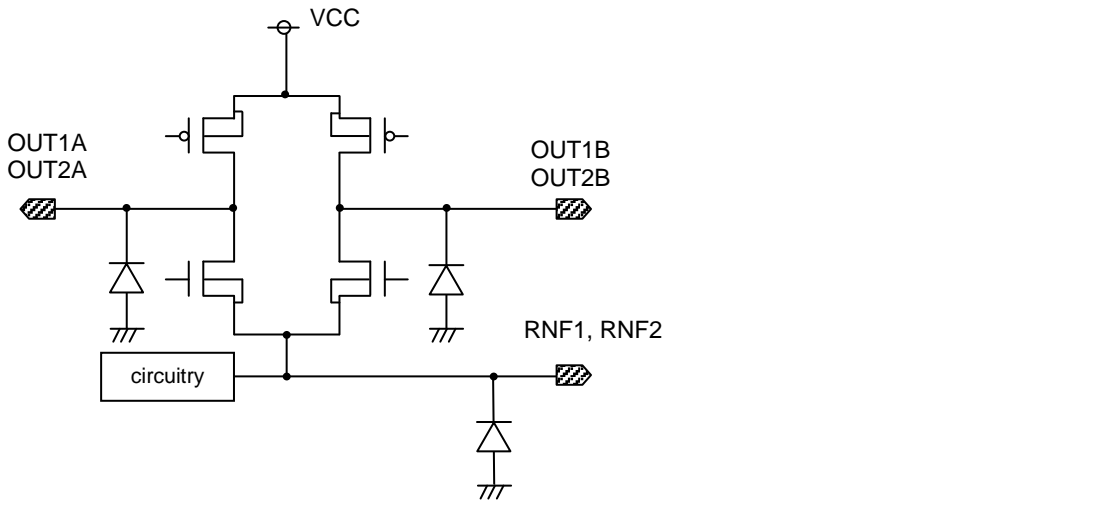 VCC
OUT1A
OUT2A
OUT1B
OUT2B
RNF1, RNF2
circuitry